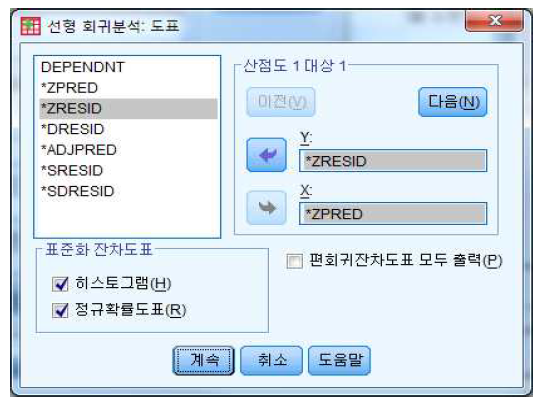 선형 회귀분석: 도표
DEPENDNT
*ZPRED
*ZRESID
*DRESID
*ADJPRED
*SRESID
*SDRESID
산점도 1 대상 1
이전(V)
다음(N)
Y:
*ZRESID
X:
*ZPRED
표준화 잔차도표
히스토그램(H)
정규확률도표(R)
편회귀잔차도표 모두 출력(P)
계속
취소
도움말